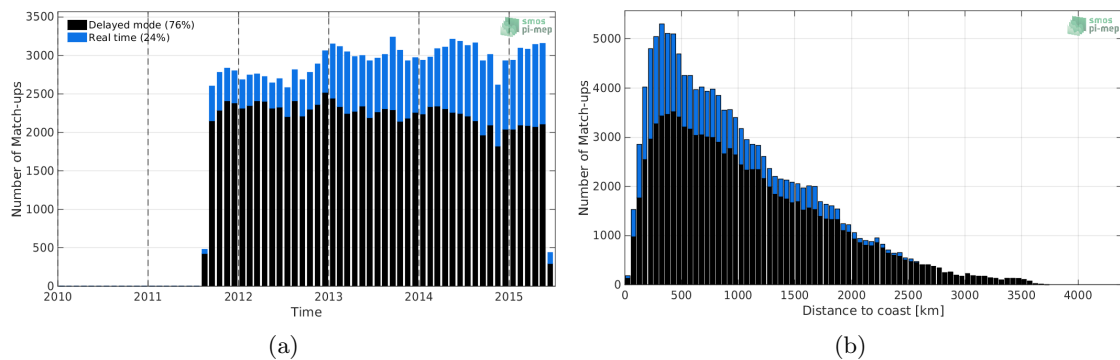 Delayed mode (76%)
Real time (24%)
smos
pi-mep
Number of Match-ups
3500
3000
2500
2000
1500
1000
500
0
2010
2011
2012
2013
2014
2015
Time
(a)
smos
pi-mep
Number of Match-ups
5000
4000
3000
2000
1000
0
0
500
1000
1500
2000
2500
3000
3500
4000
Distance to coast [km]
(b)